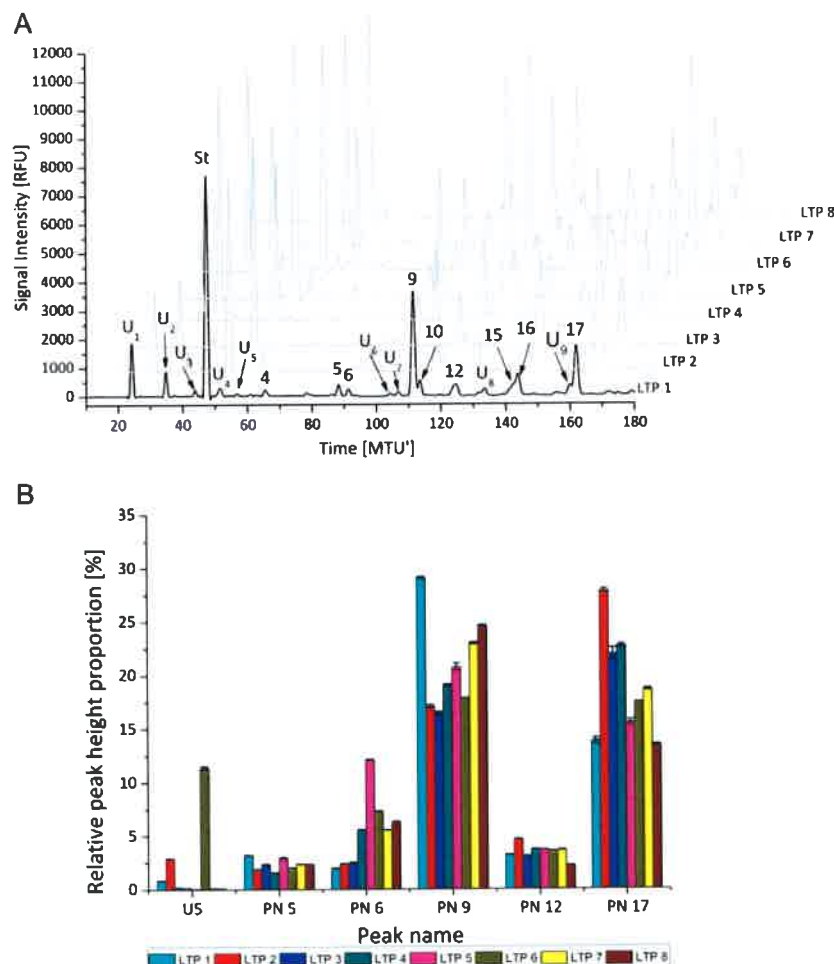 A
12000
11000
10000
9000
8000
7000
6000
5000
4000
3000
2000
1000
0
Signal Intensity [RFU]
U1
U2
U3
St
U4
U5
4
5
6
U6
U7
9
10
12
U8
15
16
U9
17
LTP 8
LTP 7
LTP 6
LTP 5
LTP 4
LTP 3
LTP 2
LTP 1
20 40 60 80 100 120 140 160 180
Time [MTU']
B
35
30
25
20
15
10
5
0
Relative peak height proportion [%]
U5 PN 5 PN 6 PN 9 PN 12 PN 17
Peak name
LTP 1 LTP 2 LTP 3 LTP 4 LTP 5 LTP 6 LTP 7 LTP 8